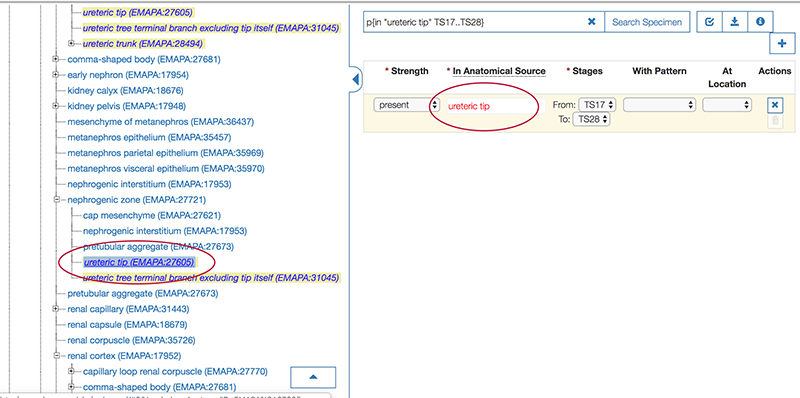 ureteric tip (EMAPA:27605)
ureteric tree terminal branch excluding tip itself (EMAPA:31045)
ureteric trunk (EMAPA:28494)
comma-shaped body (EMAPA:27681)
early nephron (EMAPA:17954)
kidney calyx (EMAPA:18676)
kidney pelvis (EMAPA:17948)
mesenchyme of metanephros (EMAPA:36437)
metanephros epithelium (EMAPA:35457)
metanephros parietal epithelium (EMAPA:35969)
metanephros visceral epithelium (EMAPA:35970)
nephrogenic interstitium (EMAPA:17953)
nephrogenic zone (EMAPA:27721)
cap mesenchyme (EMAPA:27621)
nephrogenic interstitium (EMAPA:17953)
pretubular aggregate (EMAPA:27673)
ureteric tip (EMAPA:27605)
ureteric tree terminal branch excluding tip itself (EMAPA:31045)
pretubular aggregate (EMAPA:27673)
renal capillary (EMAPA:31443)
renal capsule (EMAPA:18679)
renal corpuscle (EMAPA:35726)
renal cortex (EMAPA:17952)
capillary loop renal corpuscle (EMAPA:27770)
comma-shaped body (EMAPA:27681)
p{in "ureteric tip" TS17..TS28}
Search Specimen
* Strength * In Anatomical Source * Stages With Pattern At Location Actions
present ureteric tip From: TS17
To: TS28